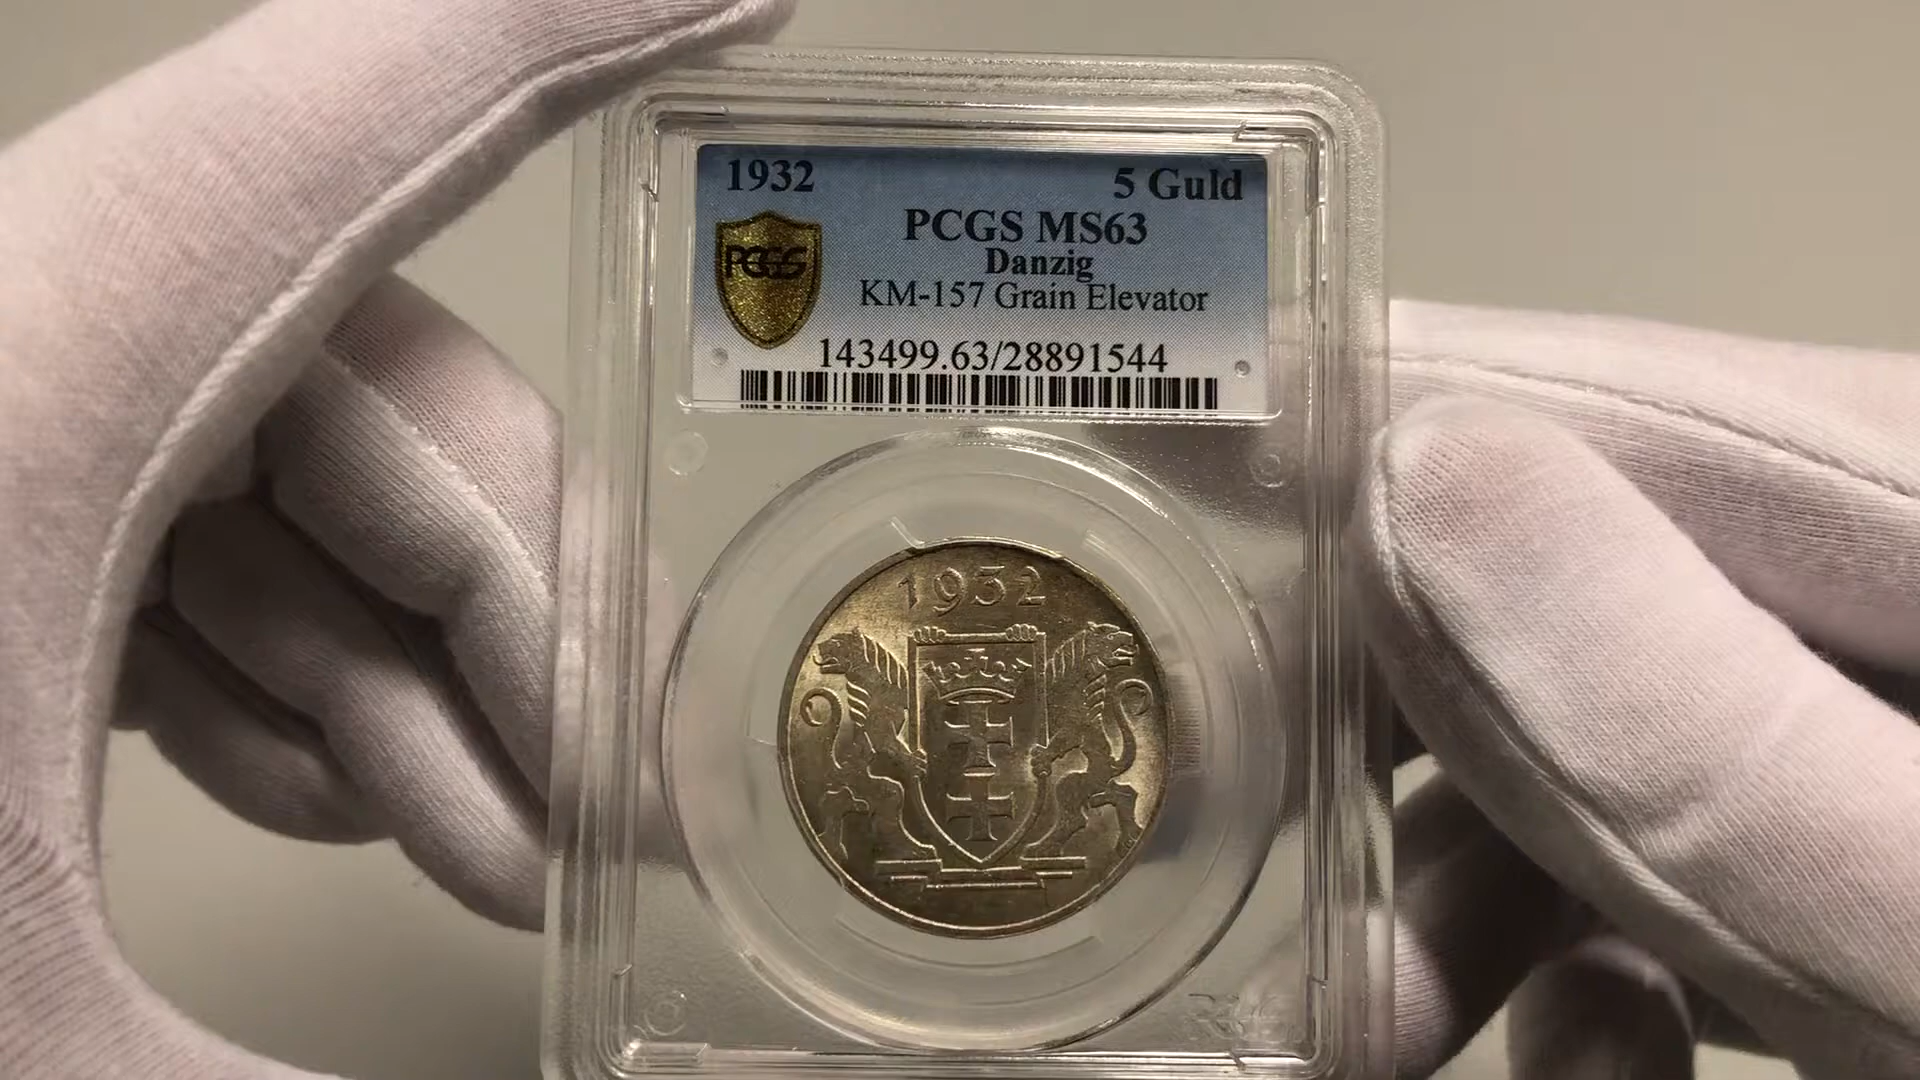 1932 5 Guld
PCGS MS63
Danzig
PCGS
KM-157 Grain Elevator
143499.63/28891544
1932